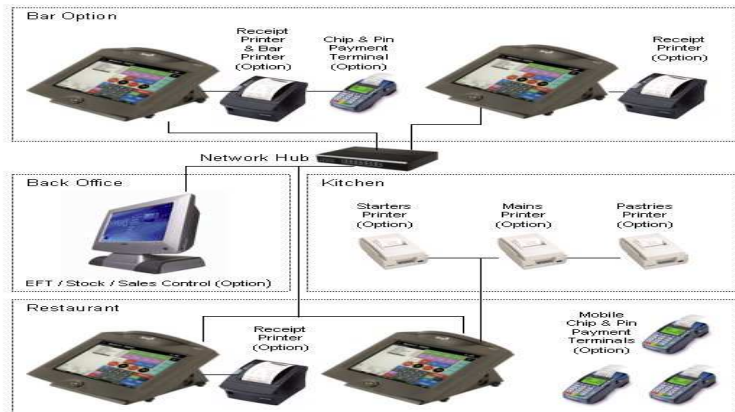 Bar Option
Receipt
Printer
& Bar
Printer
(Option)
Chip & Pin
Payment
Terminal
(Option)
Receipt
Printer
(Option)
Network Hub
Back Office
EFT / Stock / Sales Control (Option)
Kitchen
Starters
Printer
(Option)
Mains
Printer
(Option)
Pastries
Printer
(Option)
Restaurant
Receipt
Printer
(Option)
Mobile
Chip & Pin
Payment
Terminals
(Option)